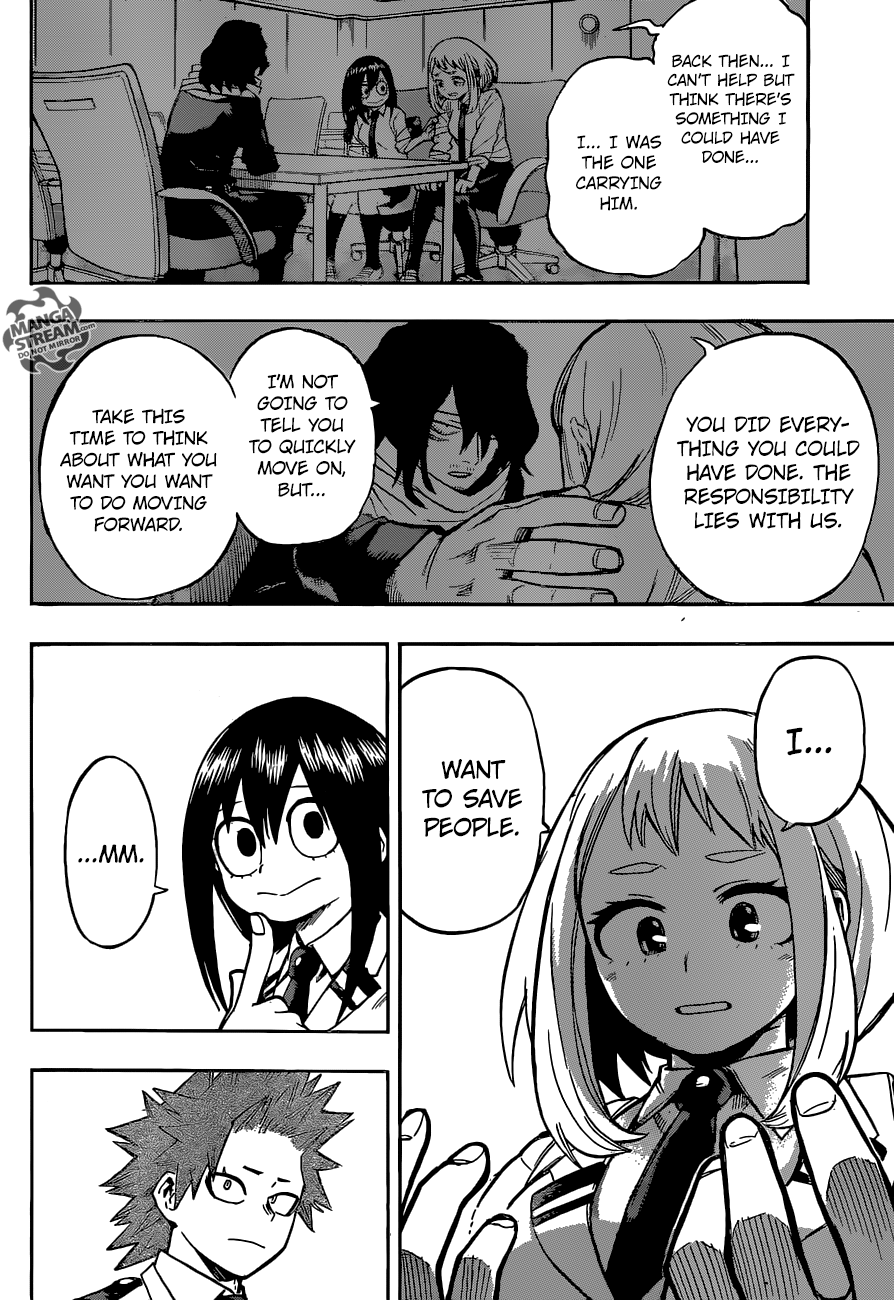 BACK THEN... I
CAN'T HELP BUT
THINK THERE'S
SOMETHING I
COULD HAVE
DONE...
I... I WAS
THE ONE
CARRYING
HIM.
MANGA
STREAM.com
DO NOT MIRROR
YOU DID EVERY-
THING YOU COULD
HAVE DONE. THE
RESPONSIBILITY
LIES WITH US.
I'M NOT
GOING TO
TELL YOU
TO QUICKLY
MOVE ON,
BUT...
TAKE THIS
TIME TO THINK
ABOUT WHAT YOU
WANT YOU WANT
TO DO MOVING
FORWARD.
I...
WANT
TO SAVE
PEOPLE.
...MM.